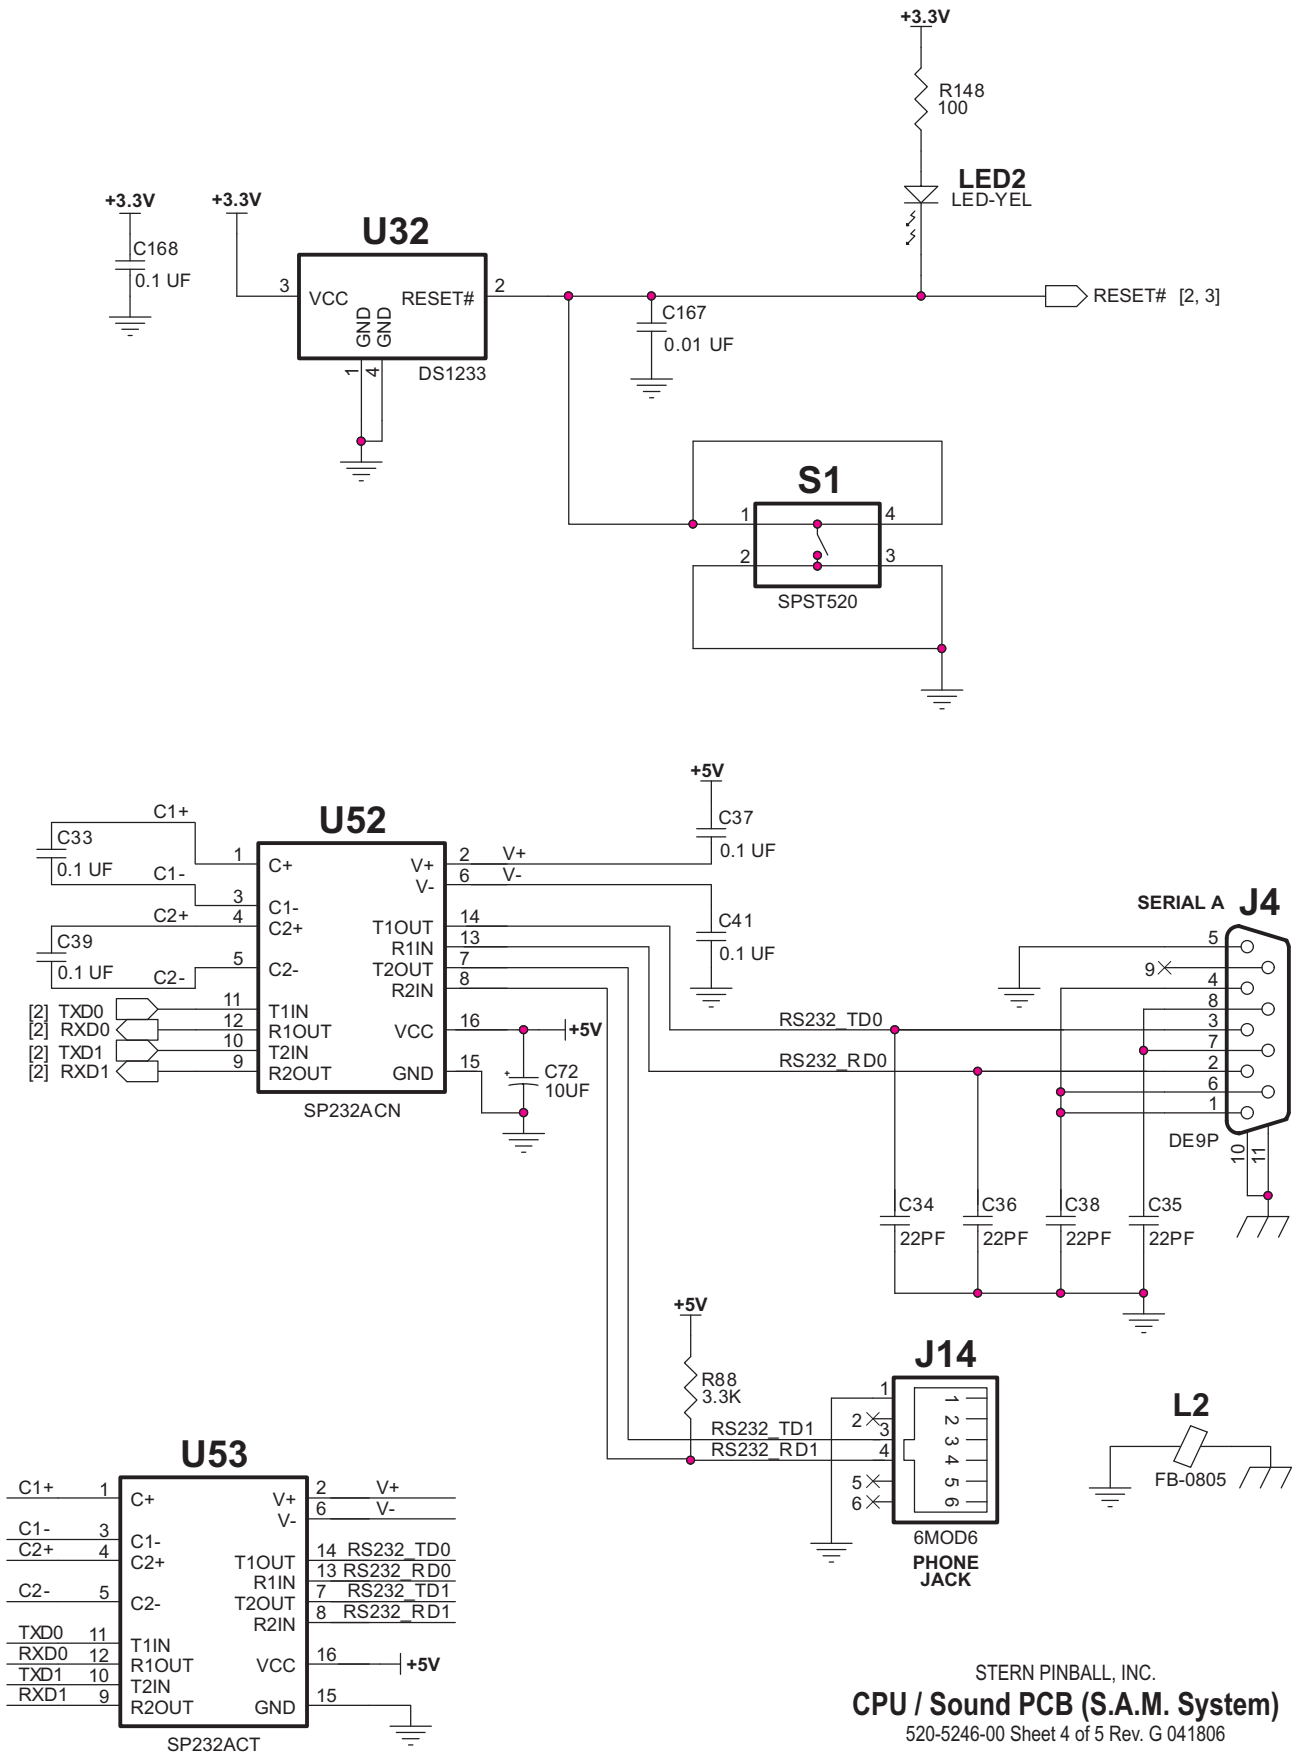 +3.3V
R148
100
LED2
LED-YEL
+3.3V
C168
0.1 UF
+3.3V
U32
3
VCC
RESET#
2
GND
GND
1
4
DS1233
C167
0.01 UF
RESET# [2, 3]
S1
1
4
2
3
SPST520
+5V
C37
0.1 UF
C41
0.1 UF
C1+
C33
0.1 UF
C1-
C2+
C39
0.1 UF
C2-
U52
1 C+
3 C1-
4 C2+
5 C2-
[2] TXD0 11 T1IN
[2] RXD0 12 R1OUT
[2] TXD1 10 T2IN
[2] RXD1 9 R2OUT
V+ 2 V+
V- 6 V-
T1OUT 14
R1IN 13
T2OUT 7
R2IN 8
VCC 16 +5V
GND 15
C72
10UF
SP232ACN
RS232_TD0
RS232_RD0
SERIAL A J4
5
9
4
8
3
7
2
6
1
DE9P
10
11
C34
22PF
C36
22PF
C38
22PF
C35
22PF
+5V
R88
3.3K
RS232_TD1
RS232_RD1
J14
1 1
2 2
3 3
4 4
5 5
6 6
6MOD6
PHONE
JACK
L2
FB-0805
U53
C1+ 1 C+
C1- 3 C1-
C2+ 4 C2+
C2- 5 C2-
TXD0 11 T1IN
RXD0 12 R1OUT
TXD1 10 T2IN
RXD1 9 R2OUT
V+ 2 V+
V- 6 V-
T1OUT 14 RS232_TD0
R1IN 13 RS232_RD0
T2OUT 7 RS232_TD1
R2IN 8 RS232_RD1
VCC 16 +5V
GND 15
SP232ACT
STERN PINBALL, INC.
CPU / Sound PCB (S.A.M. System)
520-5246-00 Sheet 4 of 5 Rev. G 041806